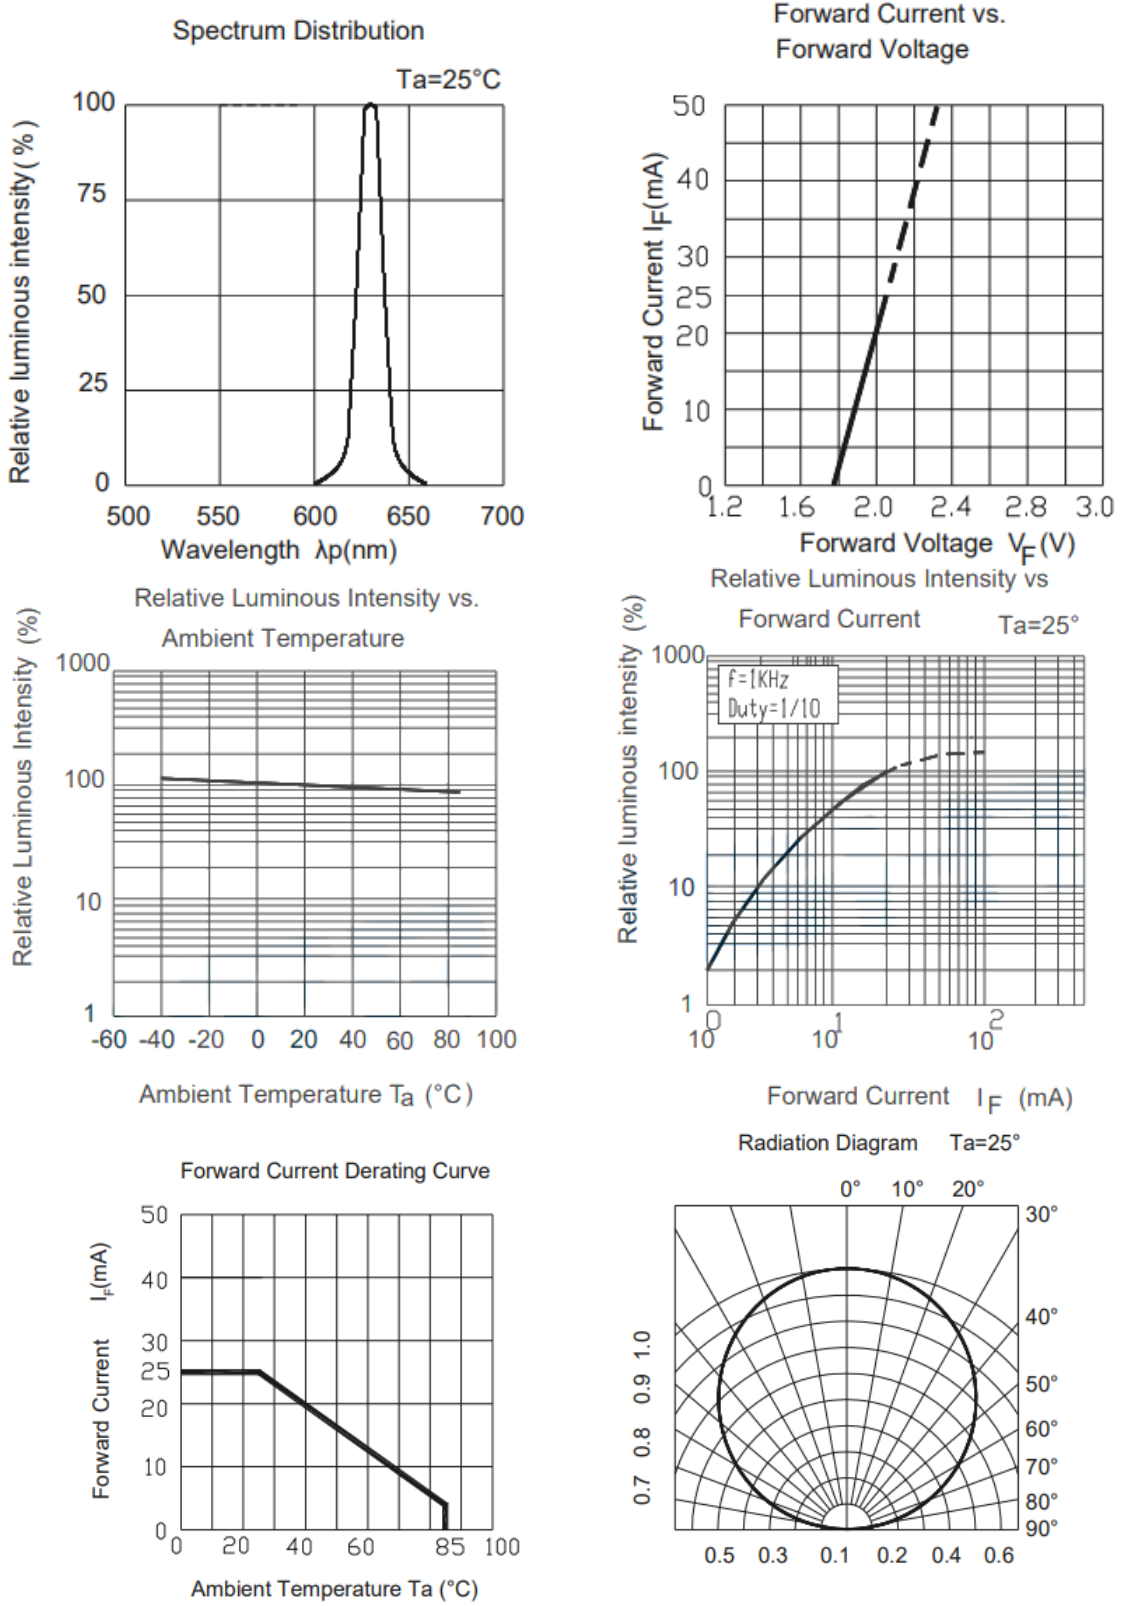 Spectrum Distribution
Ta=25°C
Relative luminous intensity(%)
100
75
50
25
0
500 550 600 650 700
Wavelength λp(nm)
Forward Current vs.
Forward Voltage
Forward Current IF(mA)
50
40
30
25
20
10
0
1.2 1.6 2.0 2.4 2.8 3.0
Forward Voltage VF(V)
Relative Luminous Intensity vs.
Ambient Temperature
Relative Luminous Intensity (%)
1000
100
10
1
-60 -40 -20 0 20 40 60 80 100
Ambient Temperature Ta (°C)
Relative Luminous Intensity vs
Forward Current
Ta=25°
Relative luminous intensity (%)
1000
f=1KHz
Duty=1/10
100
10
1
10⁰ 10¹ 10²
Forward Current IF (mA)
Forward Current Derating Curve
Forward Current IF(mA)
50
40
30
25
20
10
0
0 20 40 60 85 100
Ambient Temperature Ta (°C)
Radiation Diagram Ta=25°
0° 10° 20°
30°
40°
50°
60°
70°
80°
90°
1.0
0.9
0.8
0.7
0.5 0.3 0.1 0.2 0.4 0.6